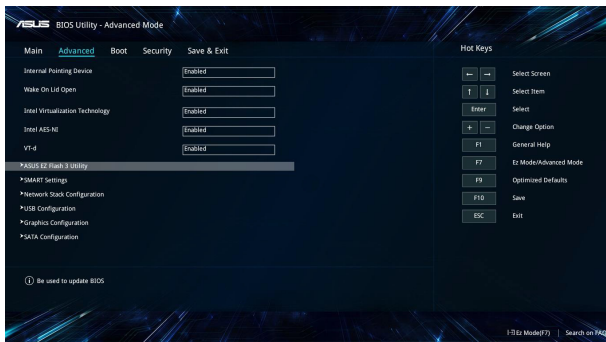 ASUS BIOS Utility - Advanced Mode
Main Advanced Boot Security Save & Exit
Internal Pointing Device Enabled
Wake On Lid Open Enabled
Intel Virtualization Technology Enabled
Intel AES-NI Enabled
VT-d Enabled
ASUS EZ Flash 3 Utility
SMART Settings
Network Stack Configuration
USB Configuration
Graphics Configuration
SATA Configuration
Be used to update BIOS
Hot Keys
← → Select Screen
↑ ↓ Select Item
Enter Select
+ − Change Option
F1 General Help
F7 Ez Mode/Advanced Mode
F9 Optimized Defaults
F10 Save
ESC Exit
Ez Mode(F7) | Search on FAQ